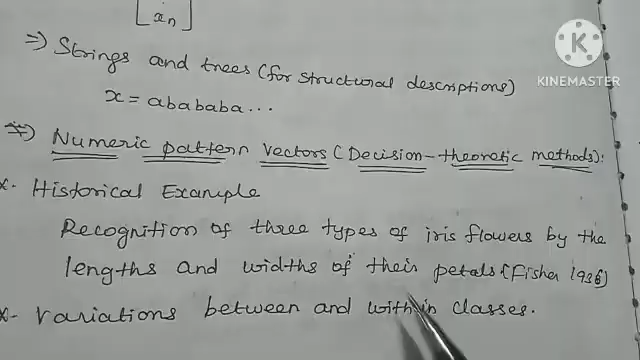 xn
K
KINEMASTER
=> Strings and trees (for structural descriptions)
x = abababa...
=> Numeric pattern vectors (Decision-theoretic methods):
x. Historical Example
Recognition of three types of iris flowers by the
lengths and widths of their petals (Fisher 1936)
x. Variations between and within classes.